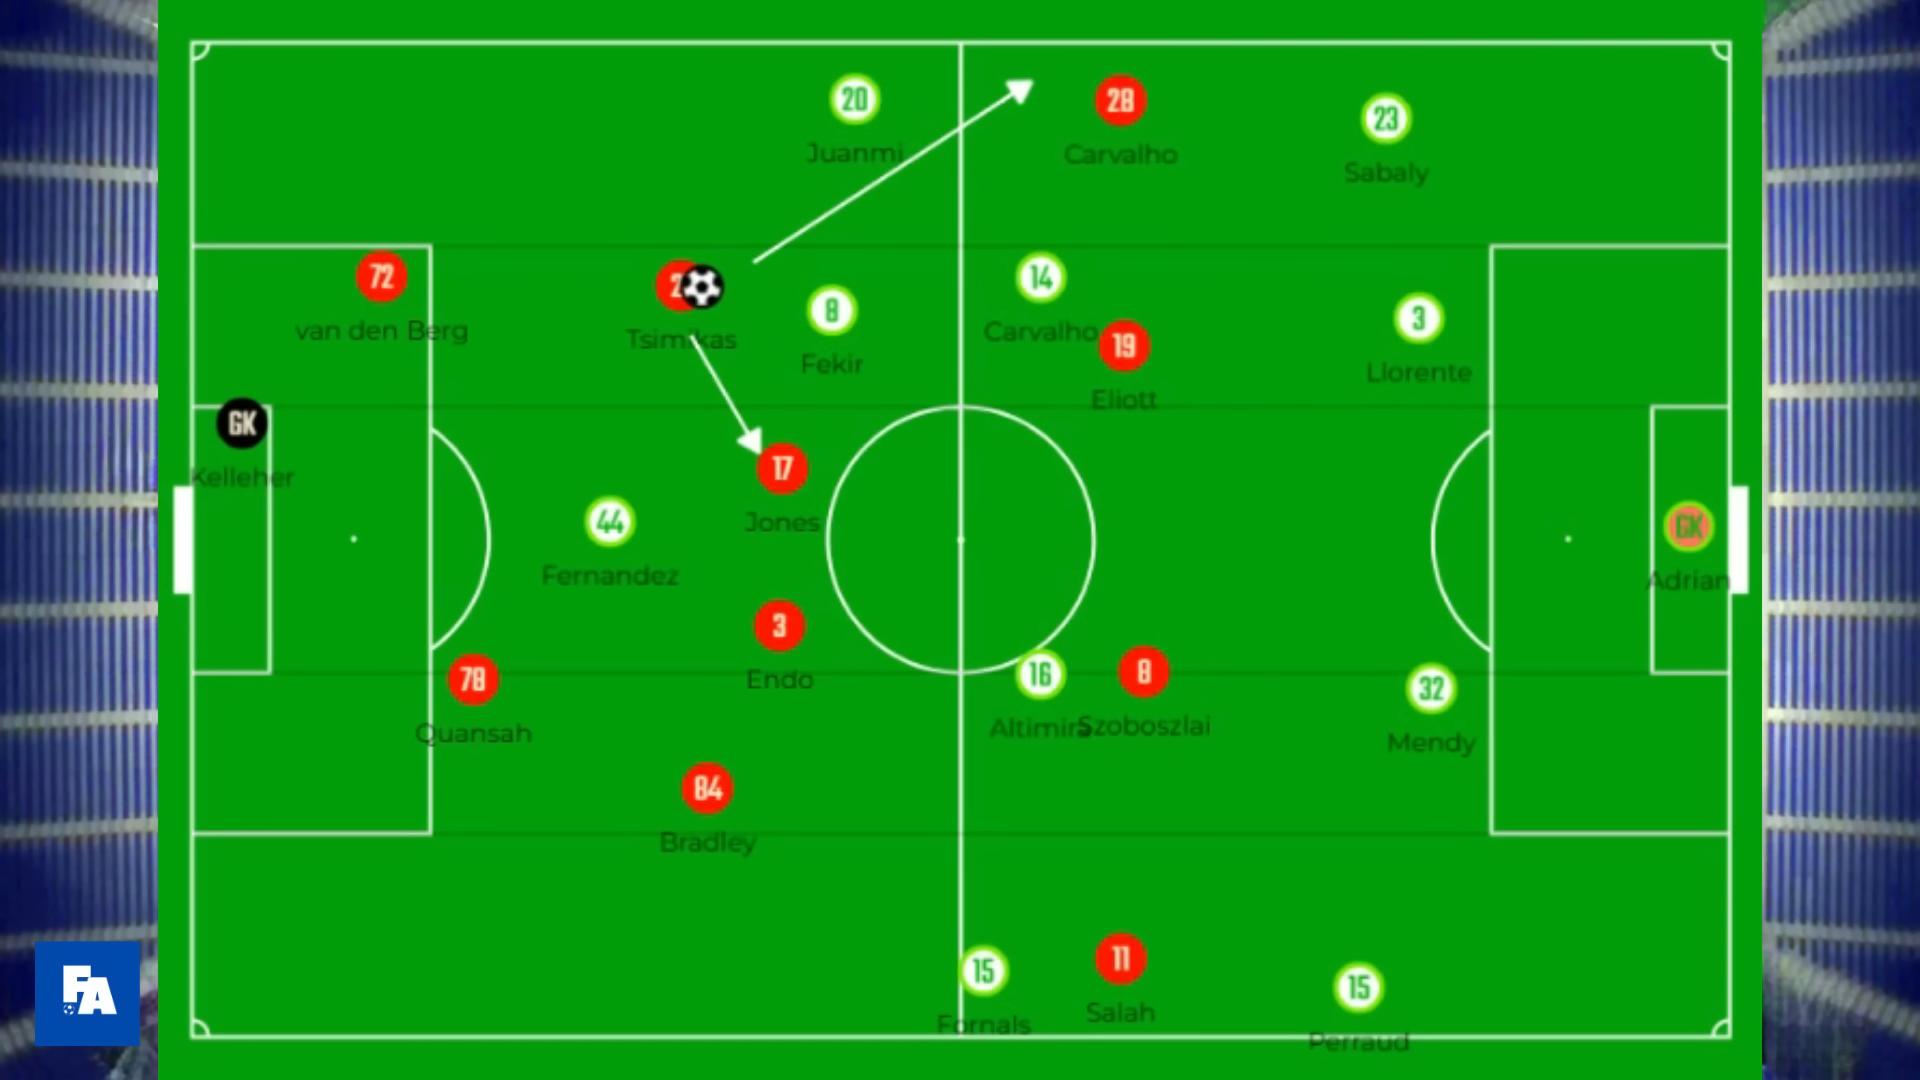 20
Juanmi
28
Carvalho
23
Sabaly
72
van den Berg
2
Tsimikas
8
Fekir
14
Carvalho
19
Eliott
3
Llorente
GK
Kelleher
17
Jones
44
Fernandez
GK
Adrian
3
Endo
78
Quansah
16
Altimira
8
Szoboszlai
32
Mendy
84
Bradley
15
Fornals
11
Salah
15
Perraud
FA